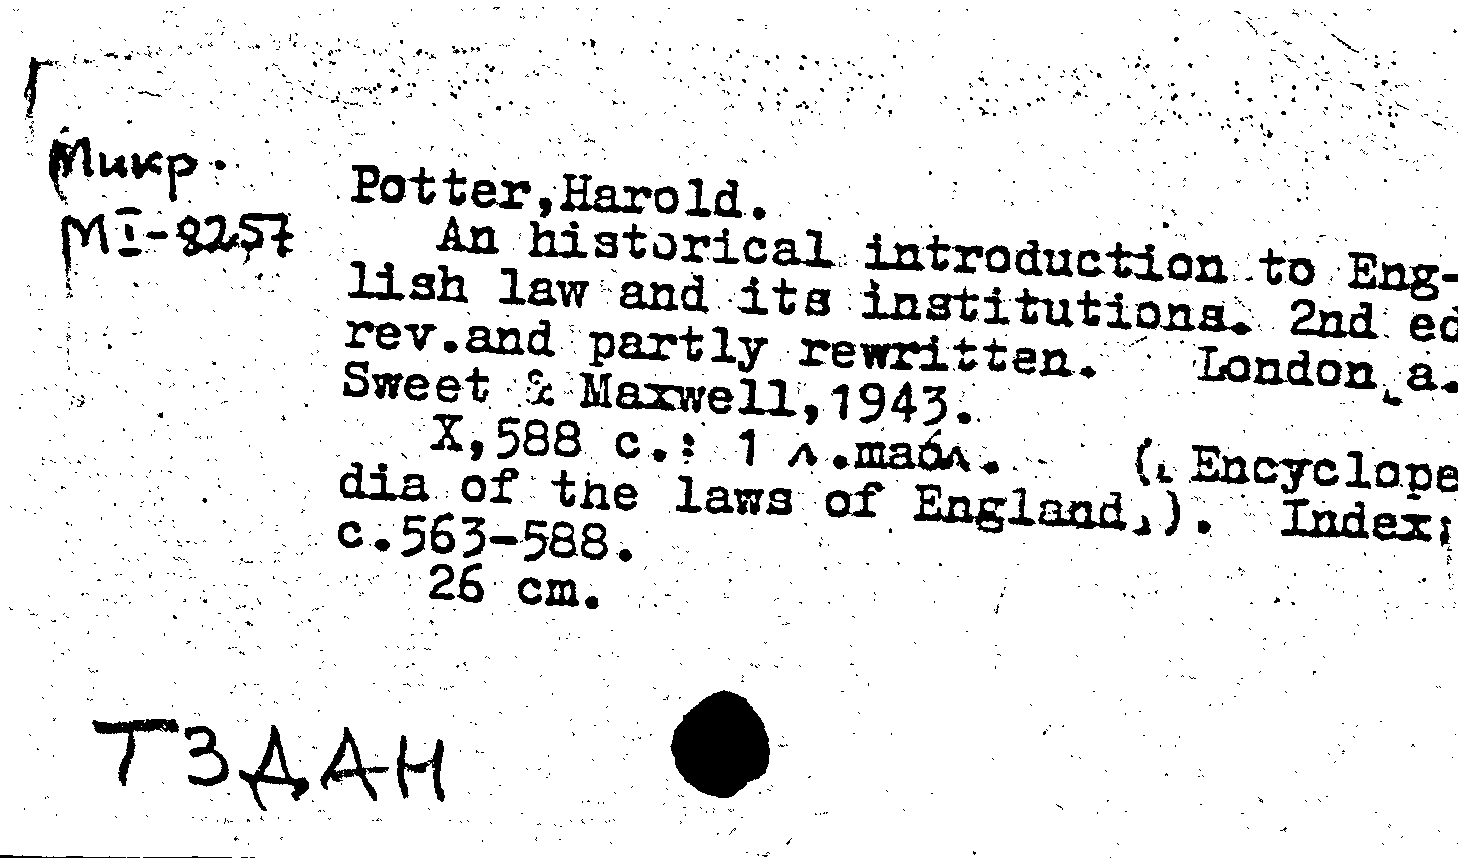 Микр.
МI-8257
Potter,Harold.
An historical introduction to Eng-
lish law and its institutions. 2nd ed
rev.and partly rewritten. London a.
Sweet & Maxwell,1943.
X,588 c.: 1 л.табл. (Encyclope
dia of the laws of England.). Index:
c.563-588.
26 cm.
ТЗДАН